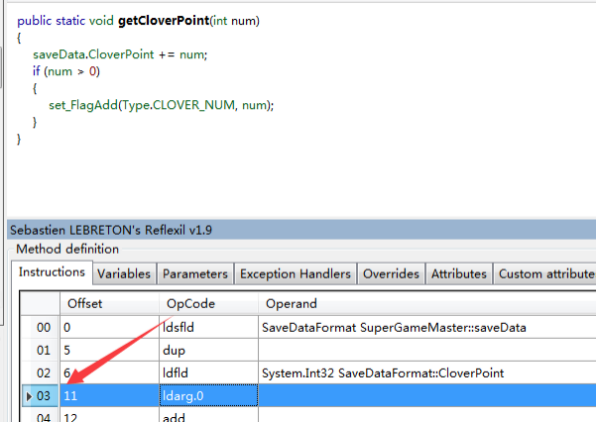 public static void getCloverPoint(int num)
{
saveData.CloverPoint += num;
if (num > 0)
{
set_FlagAdd(Type.CLOVER_NUM, num);
}
}
Sebastien LEBRETON's Reflexil v1.9
Method definition
Instructions Variables Parameters Exception Handlers Overrides Attributes Custom attribute
Offset OpCode Operand
00 0 ldsfld SaveDataFormat SuperGameMaster::saveData
01 5 dup
02 6 ldfld System.Int32 SaveDataFormat::CloverPoint
03 11 ldarg.0
04 12 add